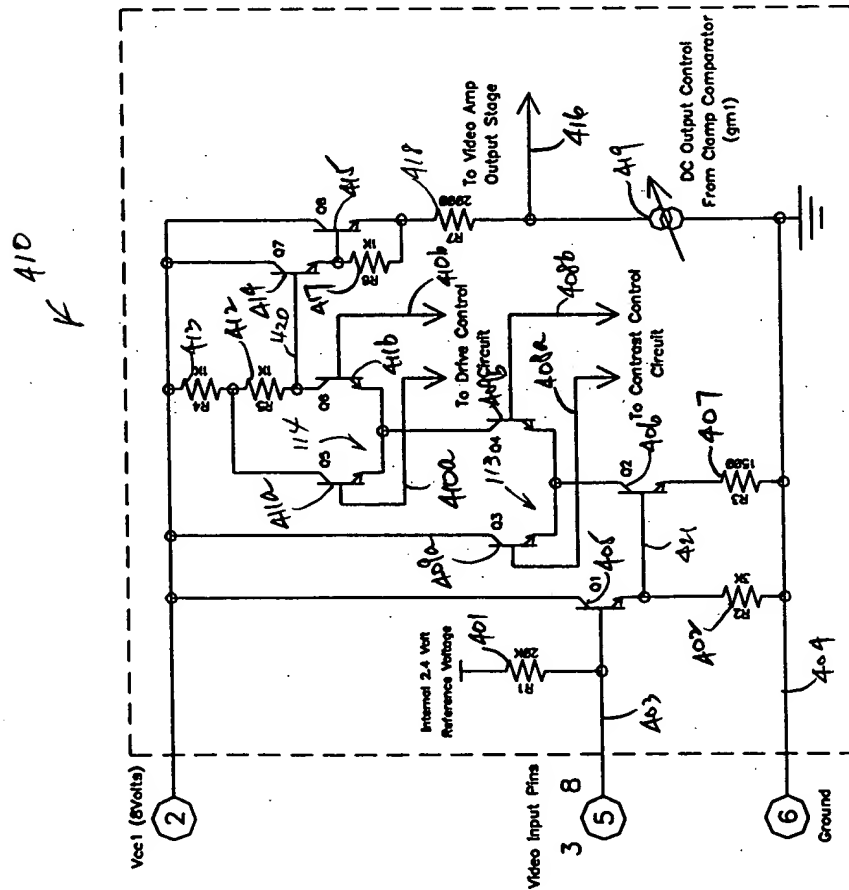 410
Vcc1 (8Volts)
2
413
R4
1K
412
R5
1K
420
414
Q7
Q8
415
417
R6
1K
418
R7
To Video Amp
Output Stage
416
419
DC Output Control
From Clamp Comparator
(gm1)
411a
Q5
114
Q6
411b
410b
To Drive Control
Circuit
410a
409a
Q3
113
Q4
409b
408b
To Contrast Control
Circuit
408a
Internal 2.4 Volt
Reference Voltage
401
R1
20K
Q1
405
421
Q2
406
407
R3
402
R2
403
404
Video Input Pins
3
5
8
6
Ground